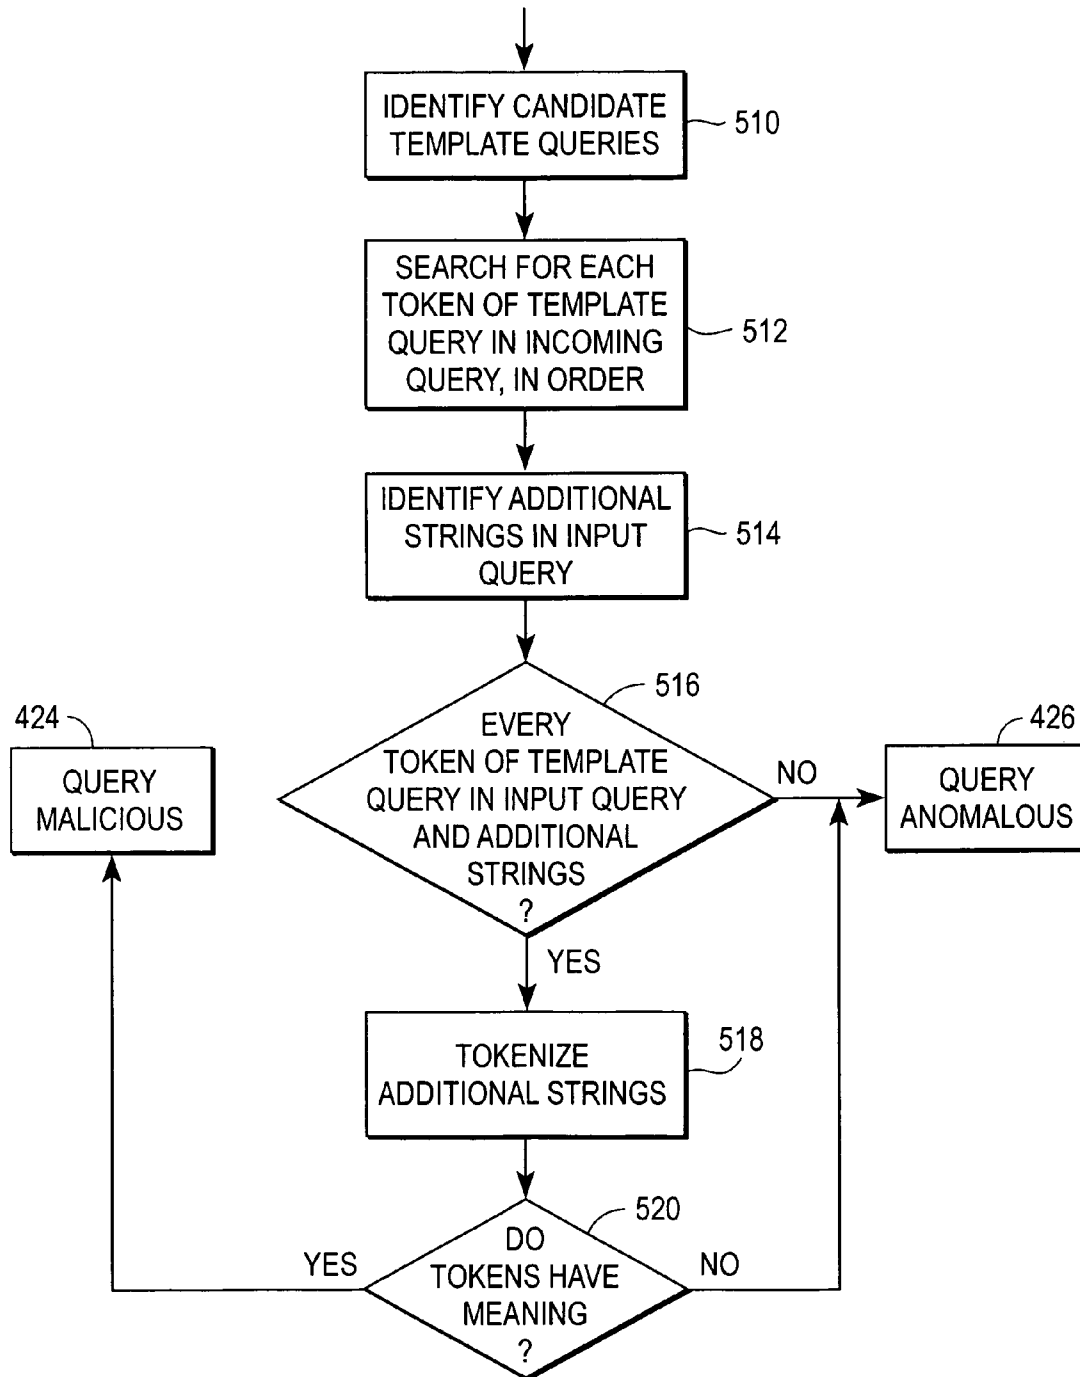 IDENTIFY CANDIDATE
TEMPLATE QUERIES
510
SEARCH FOR EACH
TOKEN OF TEMPLATE
QUERY IN INCOMING
QUERY, IN ORDER
512
IDENTIFY ADDITIONAL
STRINGS IN INPUT
QUERY
514
516
EVERY
TOKEN OF TEMPLATE
QUERY IN INPUT QUERY
AND ADDITIONAL
STRINGS
?
424
QUERY
MALICIOUS
NO
426
QUERY
ANOMALOUS
YES
TOKENIZE
ADDITIONAL STRINGS
518
520
DO
TOKENS HAVE
MEANING
?
YES
NO